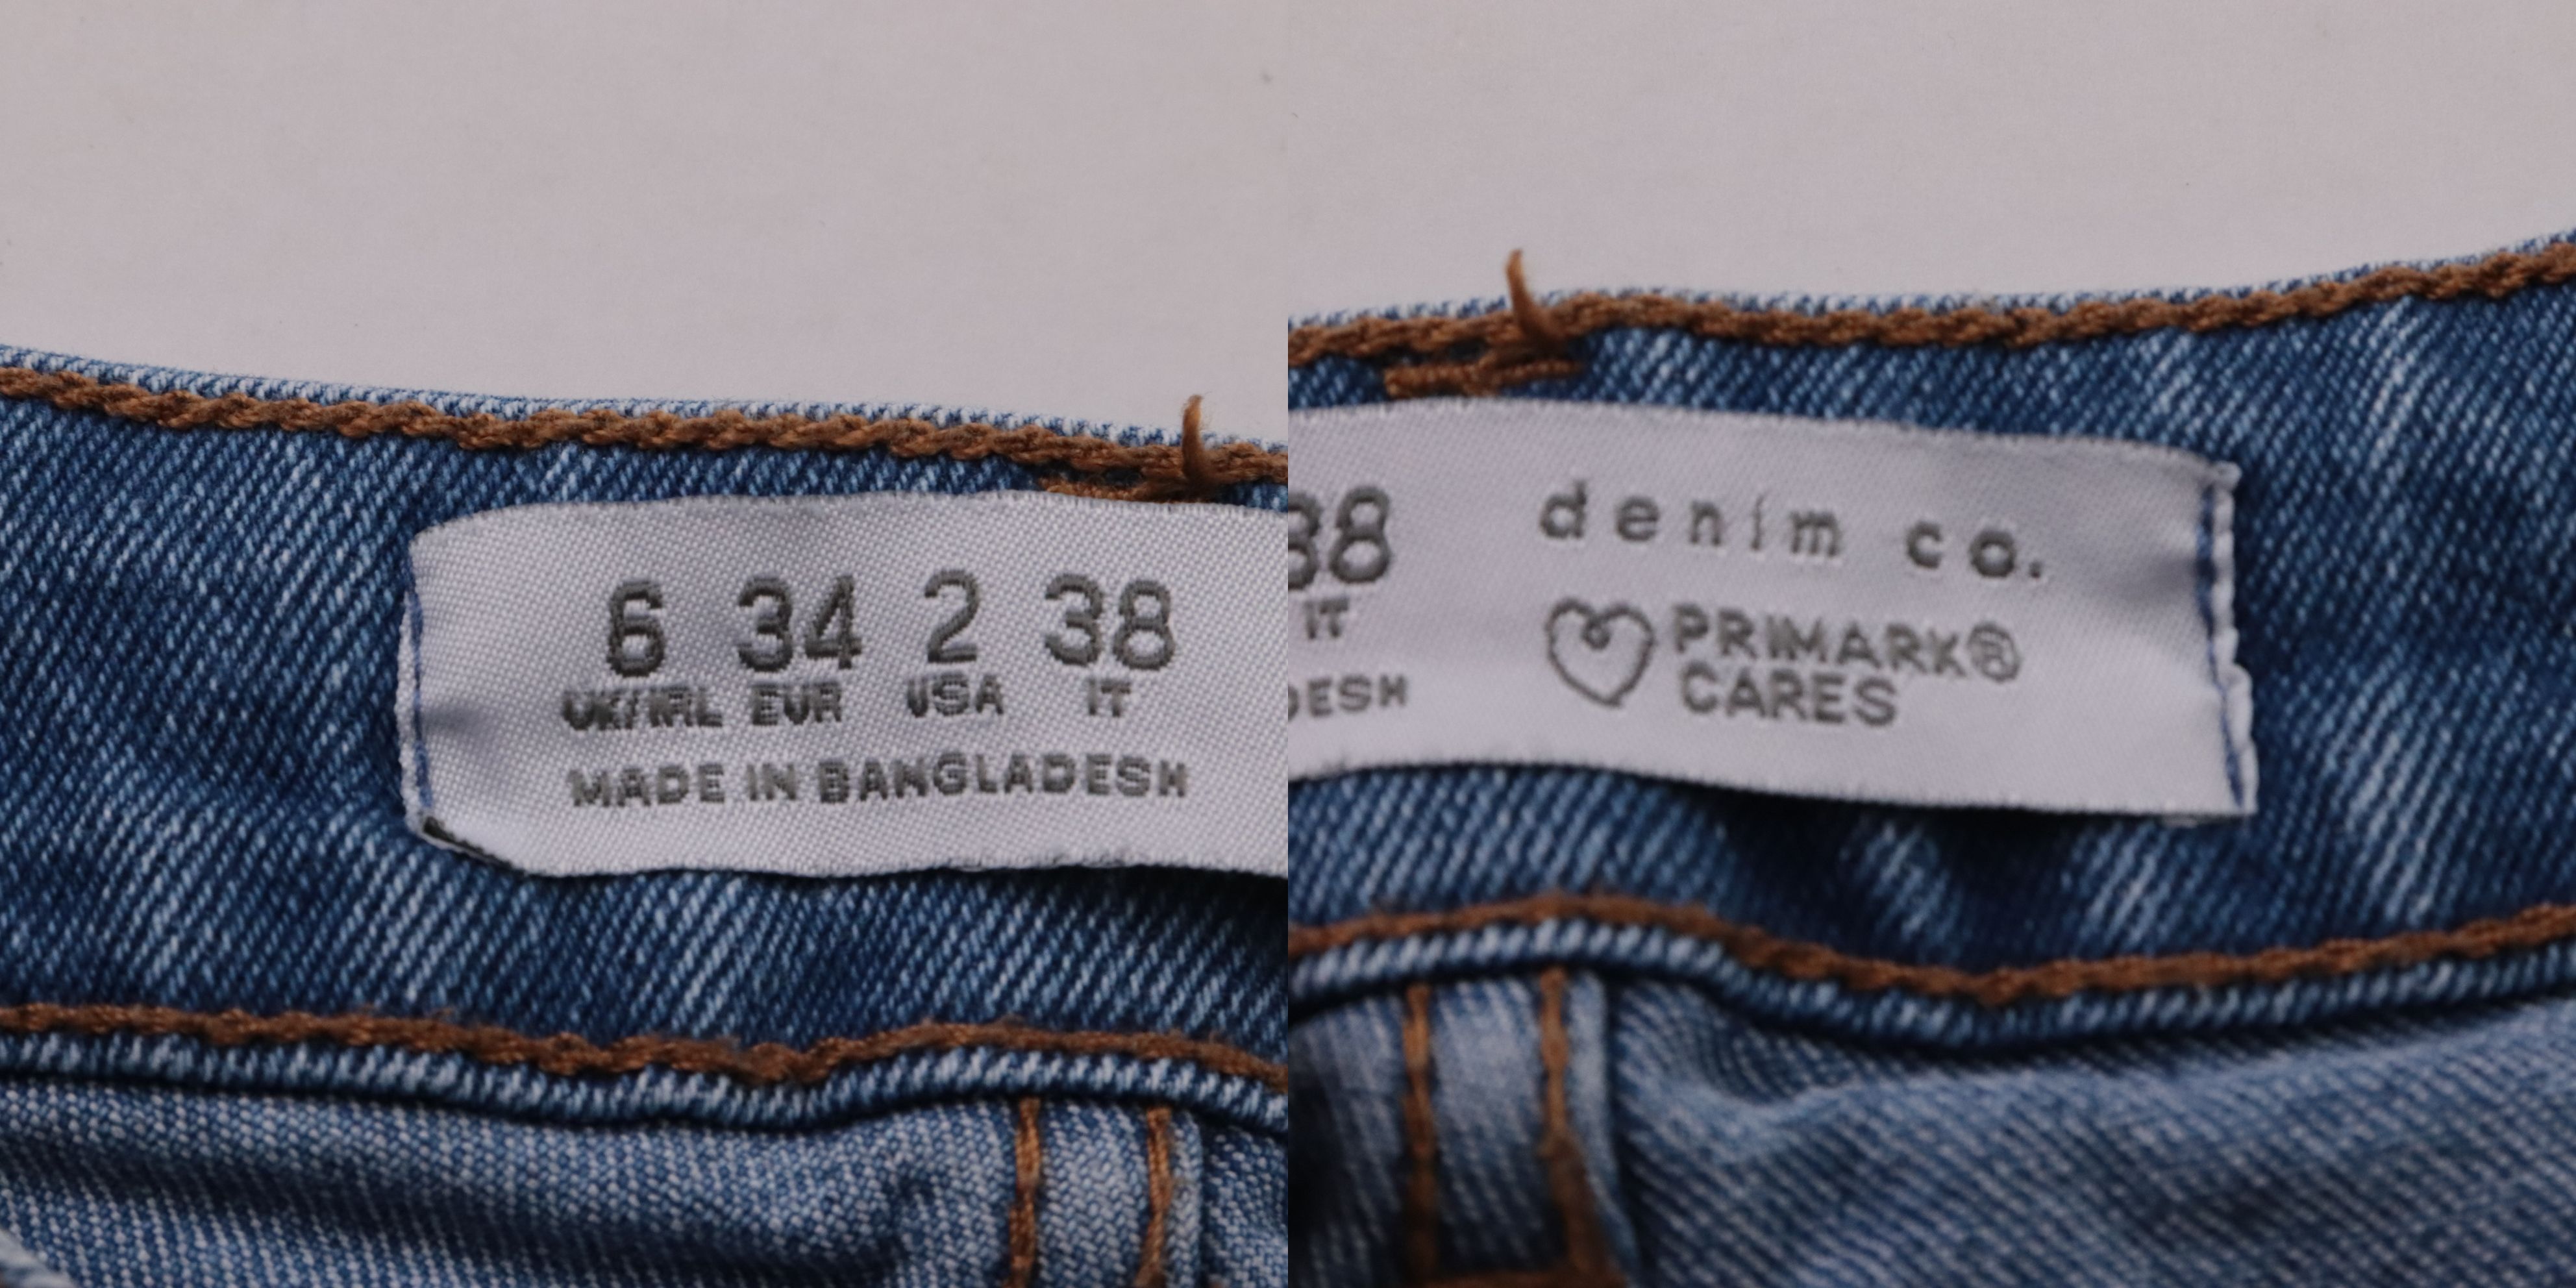 6 34 2 38
UK/IRL EUR USA IT
MADE IN BANGLADESH
38
IT
DESH
denim co.
PRIMARK®
CARES